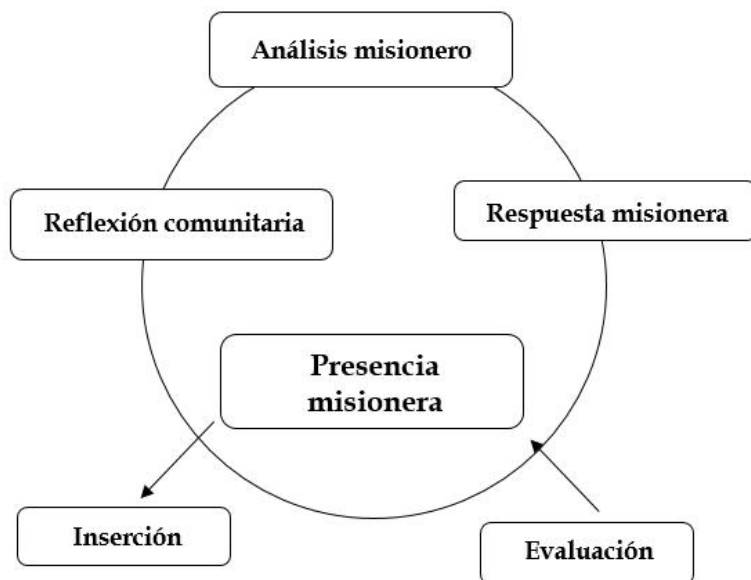 Análisis misionero
Reflexión comunitaria
Respuesta misionera
Presencia
misionera
Inserción
Evaluación